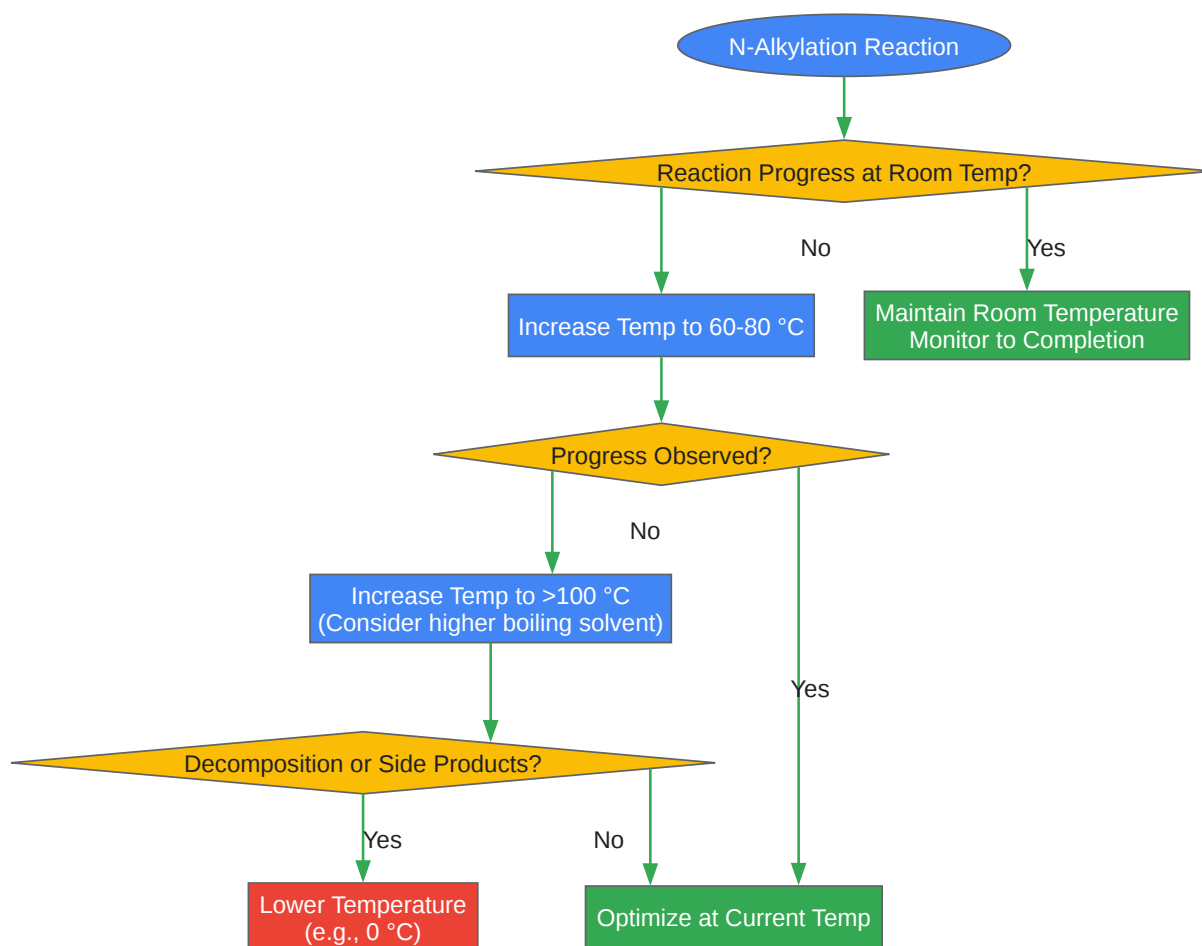 N-Alkylation Reaction
Reaction Progress at Room Temp?
No
Yes
Increase Temp to 60-80 °C
Maintain Room Temperature
Monitor to Completion
Progress Observed?
No
Increase Temp to >100 °C
(Consider higher boiling solvent)
Yes
Decomposition or Side Products?
Yes
No
Lower Temperature
(e.g., 0 °C)
Optimize at Current Temp